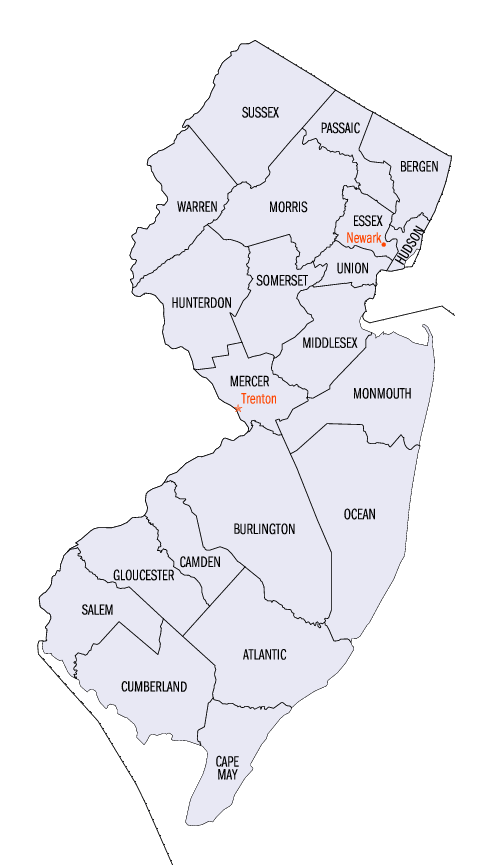 SUSSEX
PASSAIC
BERGEN
WARREN
MORRIS
ESSEX
Newark
HUDSON
UNION
SOMERSET
HUNTERDON
MIDDLESEX
MERCER
Trenton
MONMOUTH
OCEAN
BURLINGTON
CAMDEN
GLOUCESTER
SALEM
ATLANTIC
CUMBERLAND
CAPE
MAY